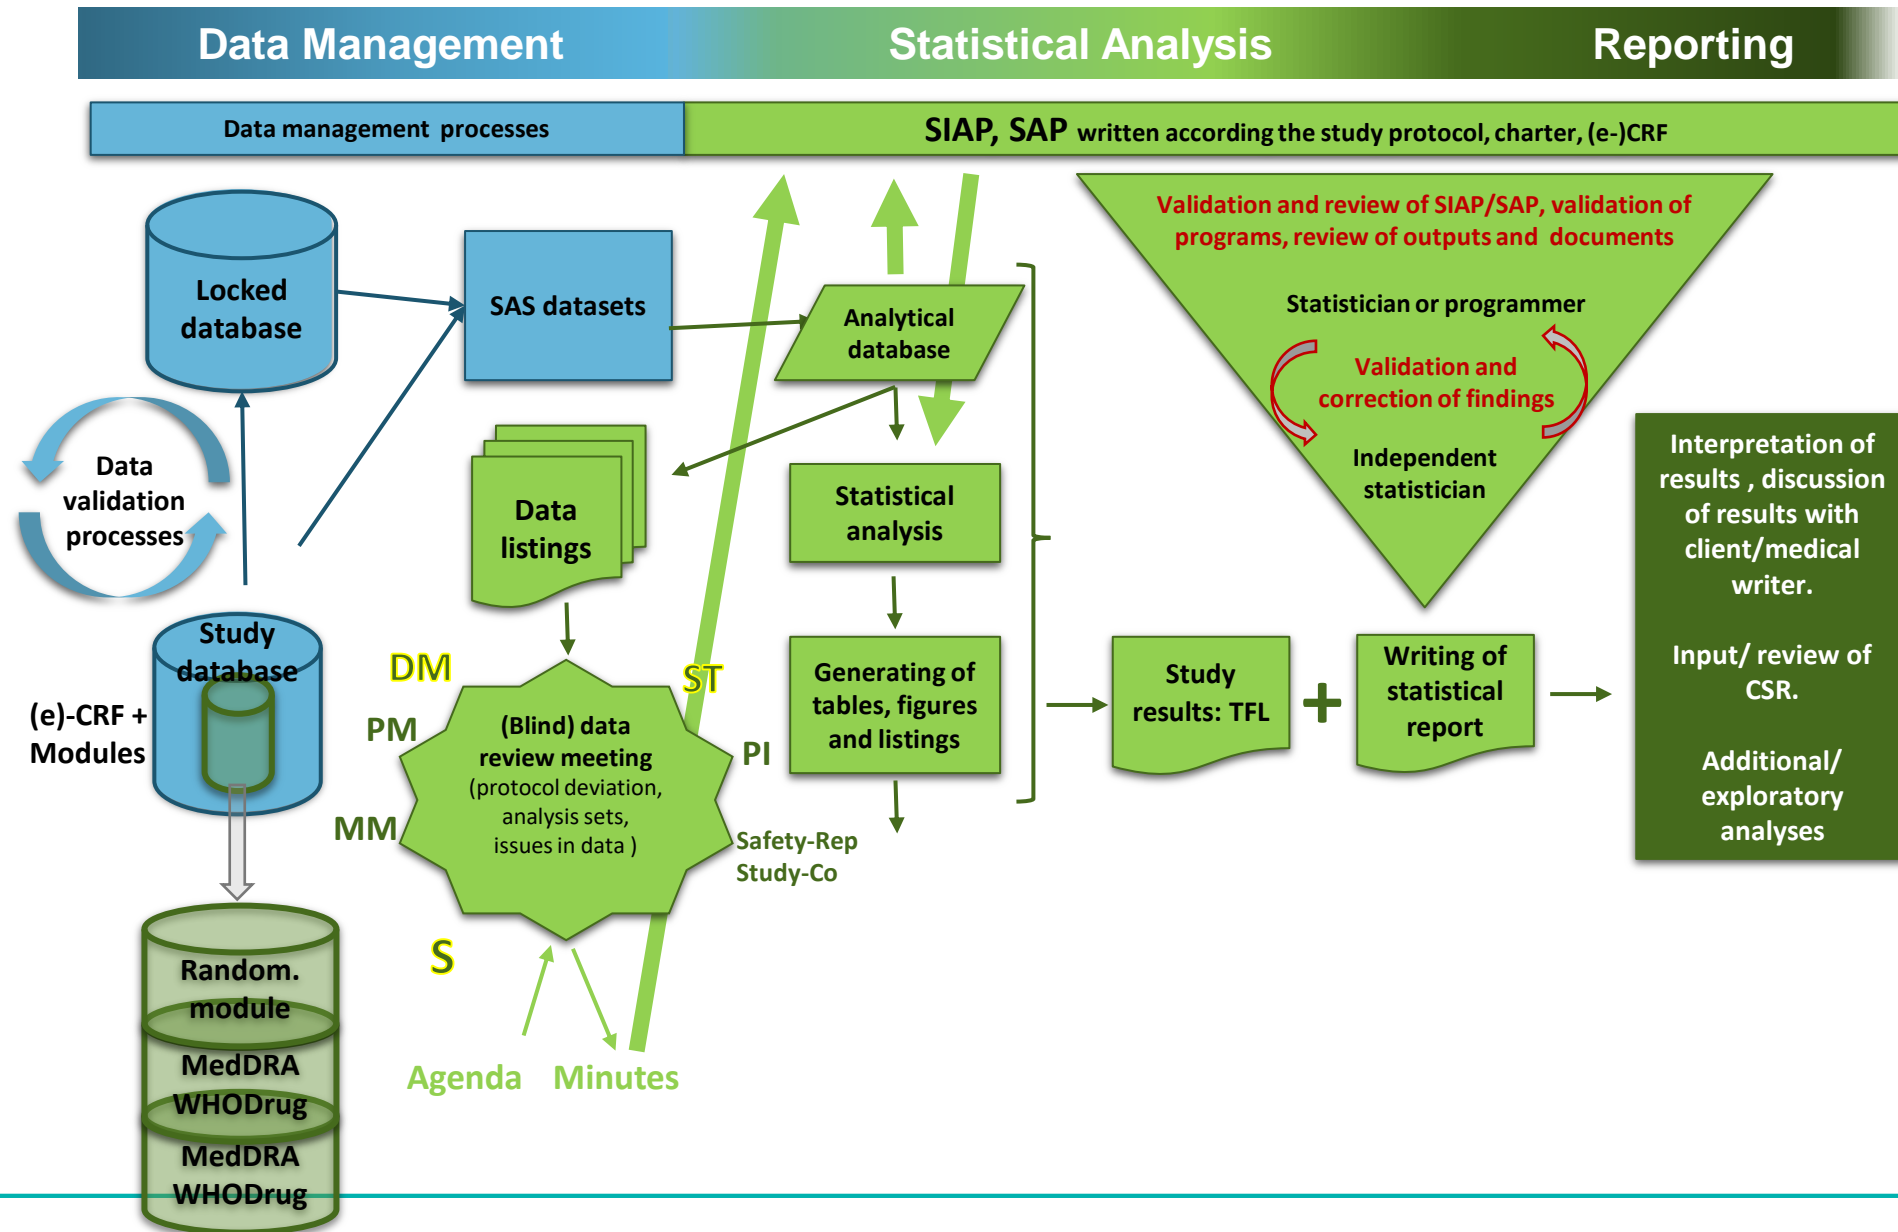 Data Management
Statistical Analysis
Reporting
Data management processes
SIAP, SAP written according the study protocol, charter, (e-)CRF
Locked
database
SAS datasets
Analytical
database
Validation and review of SIAP/SAP, validation of
programs, review of outputs and documents
Statistician or programmer
Validation and
correction of findings
Independent
statistician
Data
validation
processes
Data
listings
Statistical
analysis
Interpretation of
results , discussion
of results with
client/medical
writer.
Input/ review of
CSR.
Additional/
exploratory
analyses
Study
database
(e)-CRF +
Modules
DM
ST
PM
PI
MM
Safety-Rep
Study-Co
S
(Blind) data
review meeting
(protocol deviation,
analysis sets,
issues in data )
Generating of
tables, figures
and listings
Study
results: TFL
+
Writing of
statistical
report
Random.
module
MedDRA
WHODrug
MedDRA
WHODrug
Agenda
Minutes